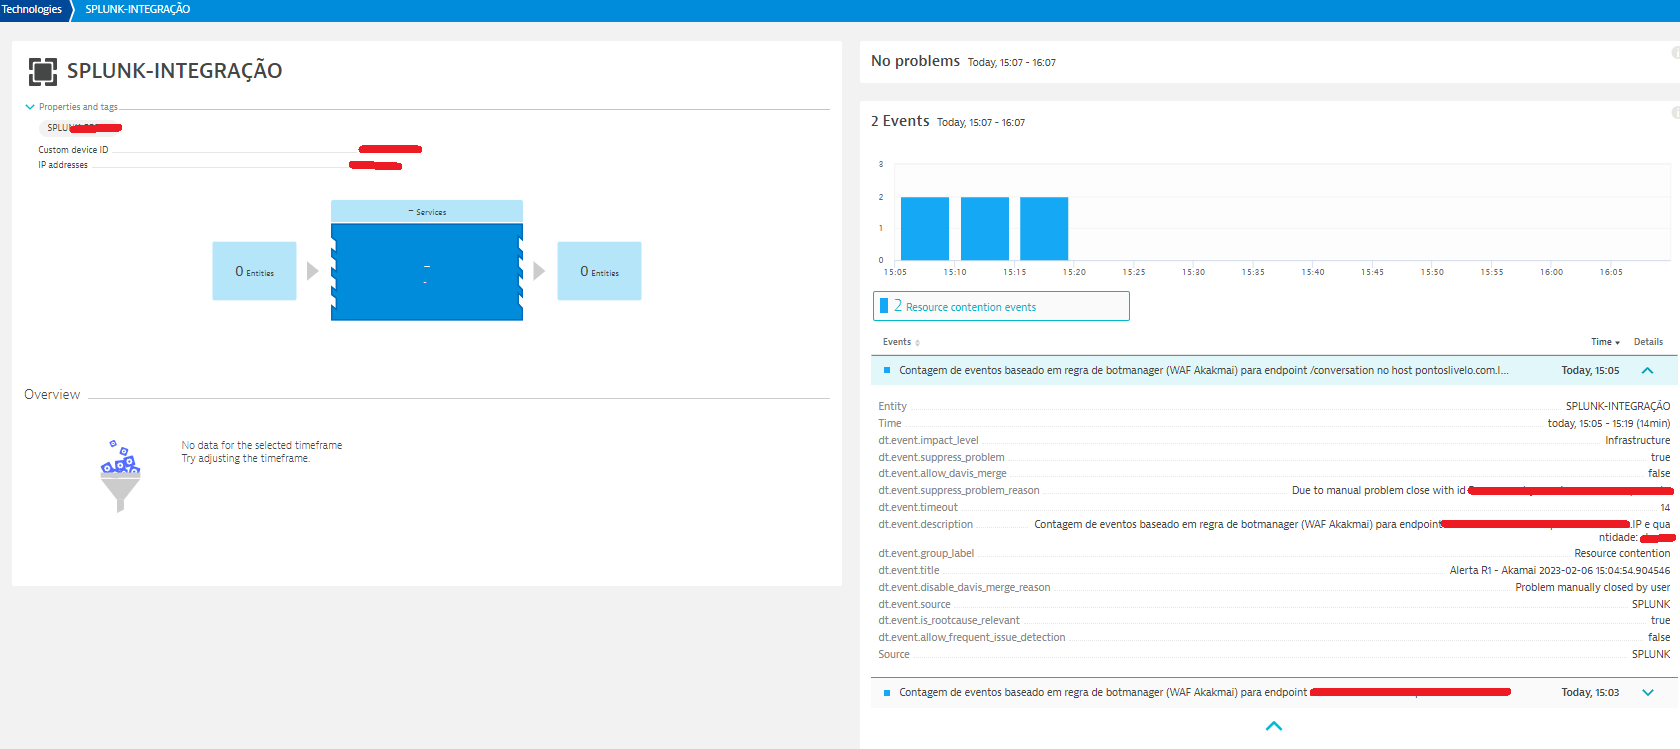 Technologies SPLUNK-INTEGRAÇÃO
SPLUNK-INTEGRAÇÃO
Properties and tags
Custom device ID
IP addresses
- Services
0 Entities
-
-
0 Entities
Overview
No data for the selected timeframe
Try adjusting the timeframe.
No problems Today, 15:07 - 16:07
2 Events Today, 15:07 - 16:07
3
2
1
0
15:05 15:10 15:15 15:20 15:25 15:30 15:35 15:40 15:45 15:50 15:55 16:00 16:05
2 Resource contention events
Events Time Details
Contagem de eventos baseado em regra de botmanager (WAF Akakmai) para endpoint /conversation no host pontoslivelo.com.l... Today, 15:05
Entity SPLUNK-INTEGRAÇÃO
Time today, 15:05 - 15:19 (14min)
dt.event.impact_level Infrastructure
dt.event.suppress_problem true
dt.event.allow_davis_merge false
dt.event.suppress_problem_reason Due to manual problem close with id
dt.event.timeout 14
dt.event.description Contagem de eventos baseado em regra de botmanager (WAF Akakmai) para endpoint .IP e qua
ntidade:
dt.event.group_label Resource contention
dt.event.title Alerta R1 - Akamai 2023-02-06 15:04:54.904546
dt.event.disable_davis_merge_reason Problem manually closed by user
dt.event.source SPLUNK
dt.event.is_rootcause_relevant true
dt.event.allow_frequent_issue_detection false
Source SPLUNK
Contagem de eventos baseado em regra de botmanager (WAF Akakmai) para endpoint Today, 15:03